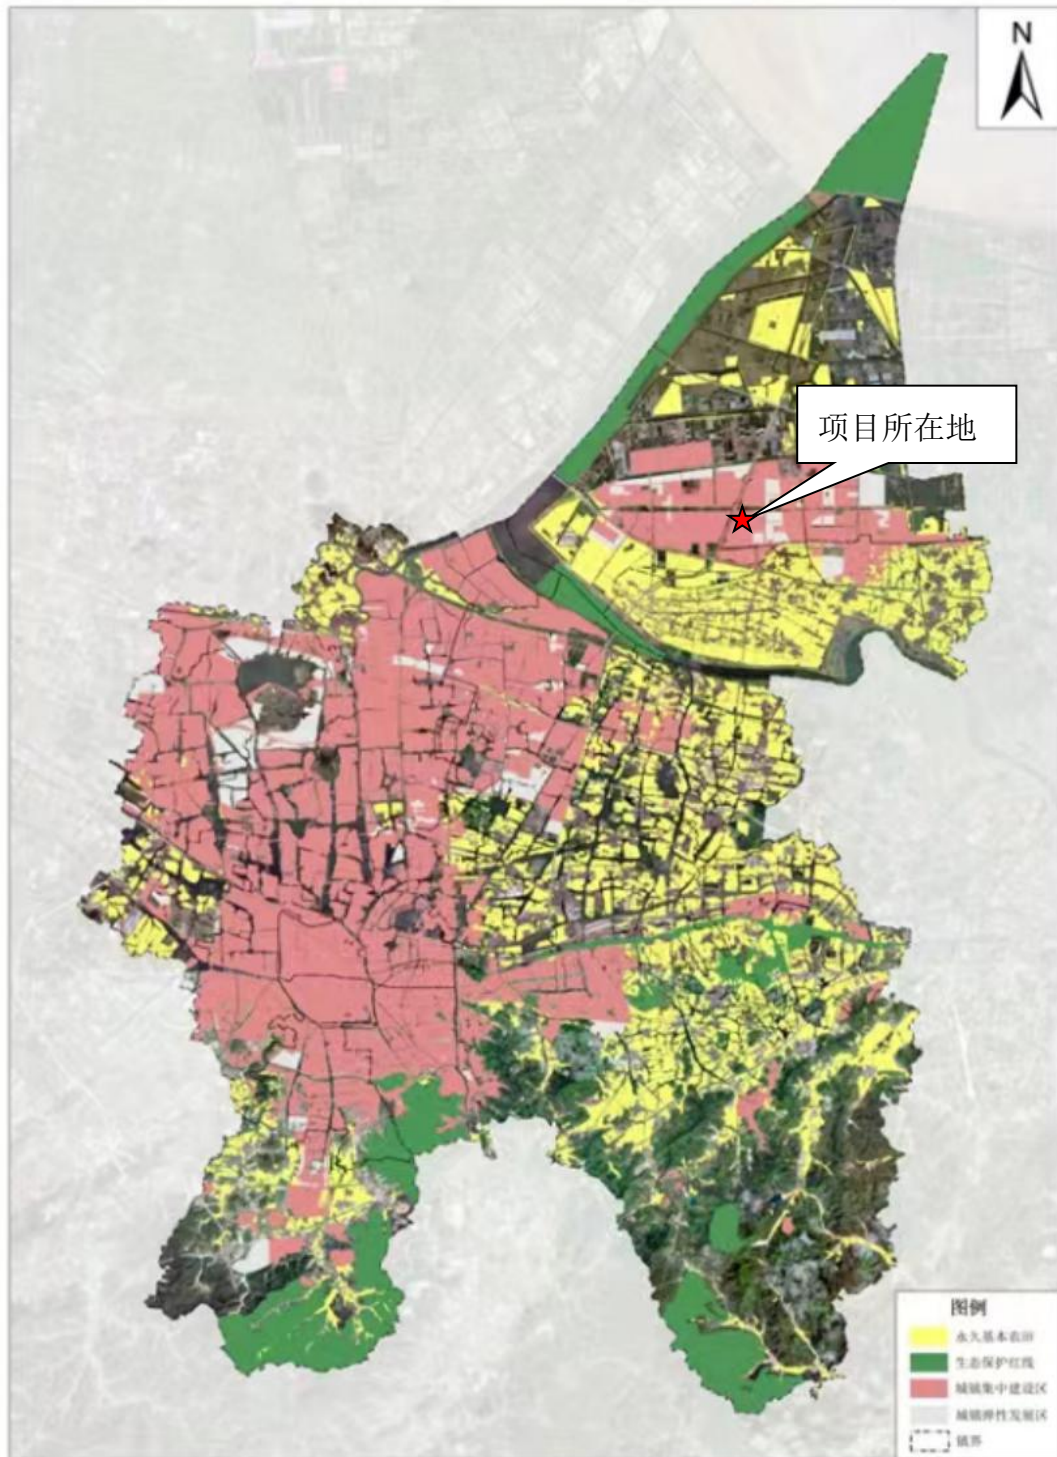 N
项目所在地
图例
永久基本农田
生态保护红线
城镇集中建设区
城镇弹性发展区
镇界